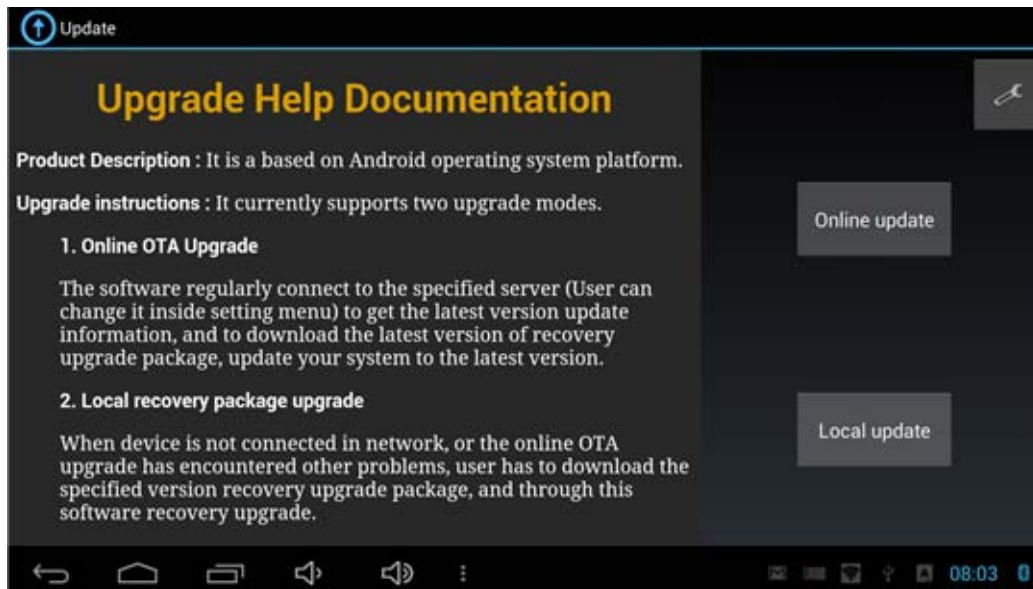 Update
Upgrade Help Documentation
Product Description : It is a based on Android operating system platform.
Upgrade instructions : It currently supports two upgrade modes.
1. Online OTA Upgrade
The software regularly connect to the specified server (User can
change it inside setting menu) to get the latest version update
information, and to download the latest version of recovery
upgrade package, update your system to the latest version.
2. Local recovery package upgrade
When device is not connected in network, or the online OTA
upgrade has encountered other problems, user has to download the
specified version recovery upgrade package, and through this
software recovery upgrade.
Online update
Local update
08:03